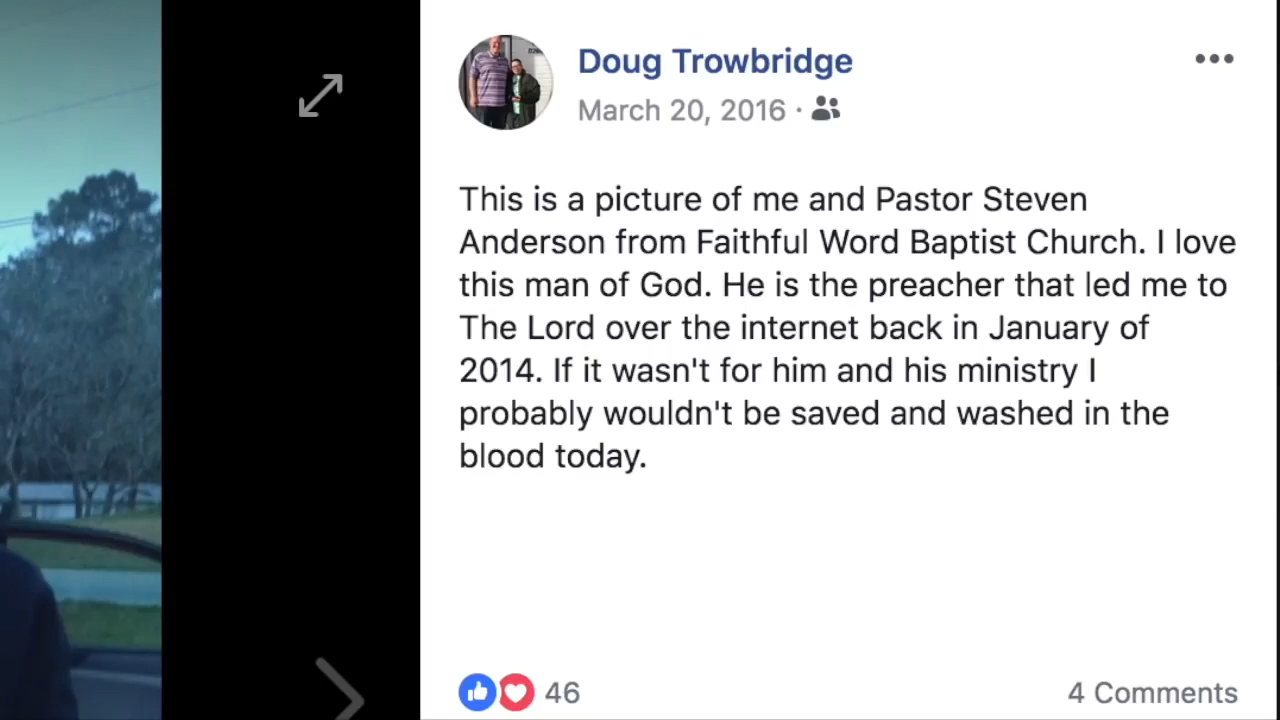 Doug Trowbridge
March 20, 2016 ·
This is a picture of me and Pastor Steven
Anderson from Faithful Word Baptist Church. I love
this man of God. He is the preacher that led me to
The Lord over the internet back in January of
2014. If it wasn't for him and his ministry I
probably wouldn't be saved and washed in the
blood today.
46
4 Comments